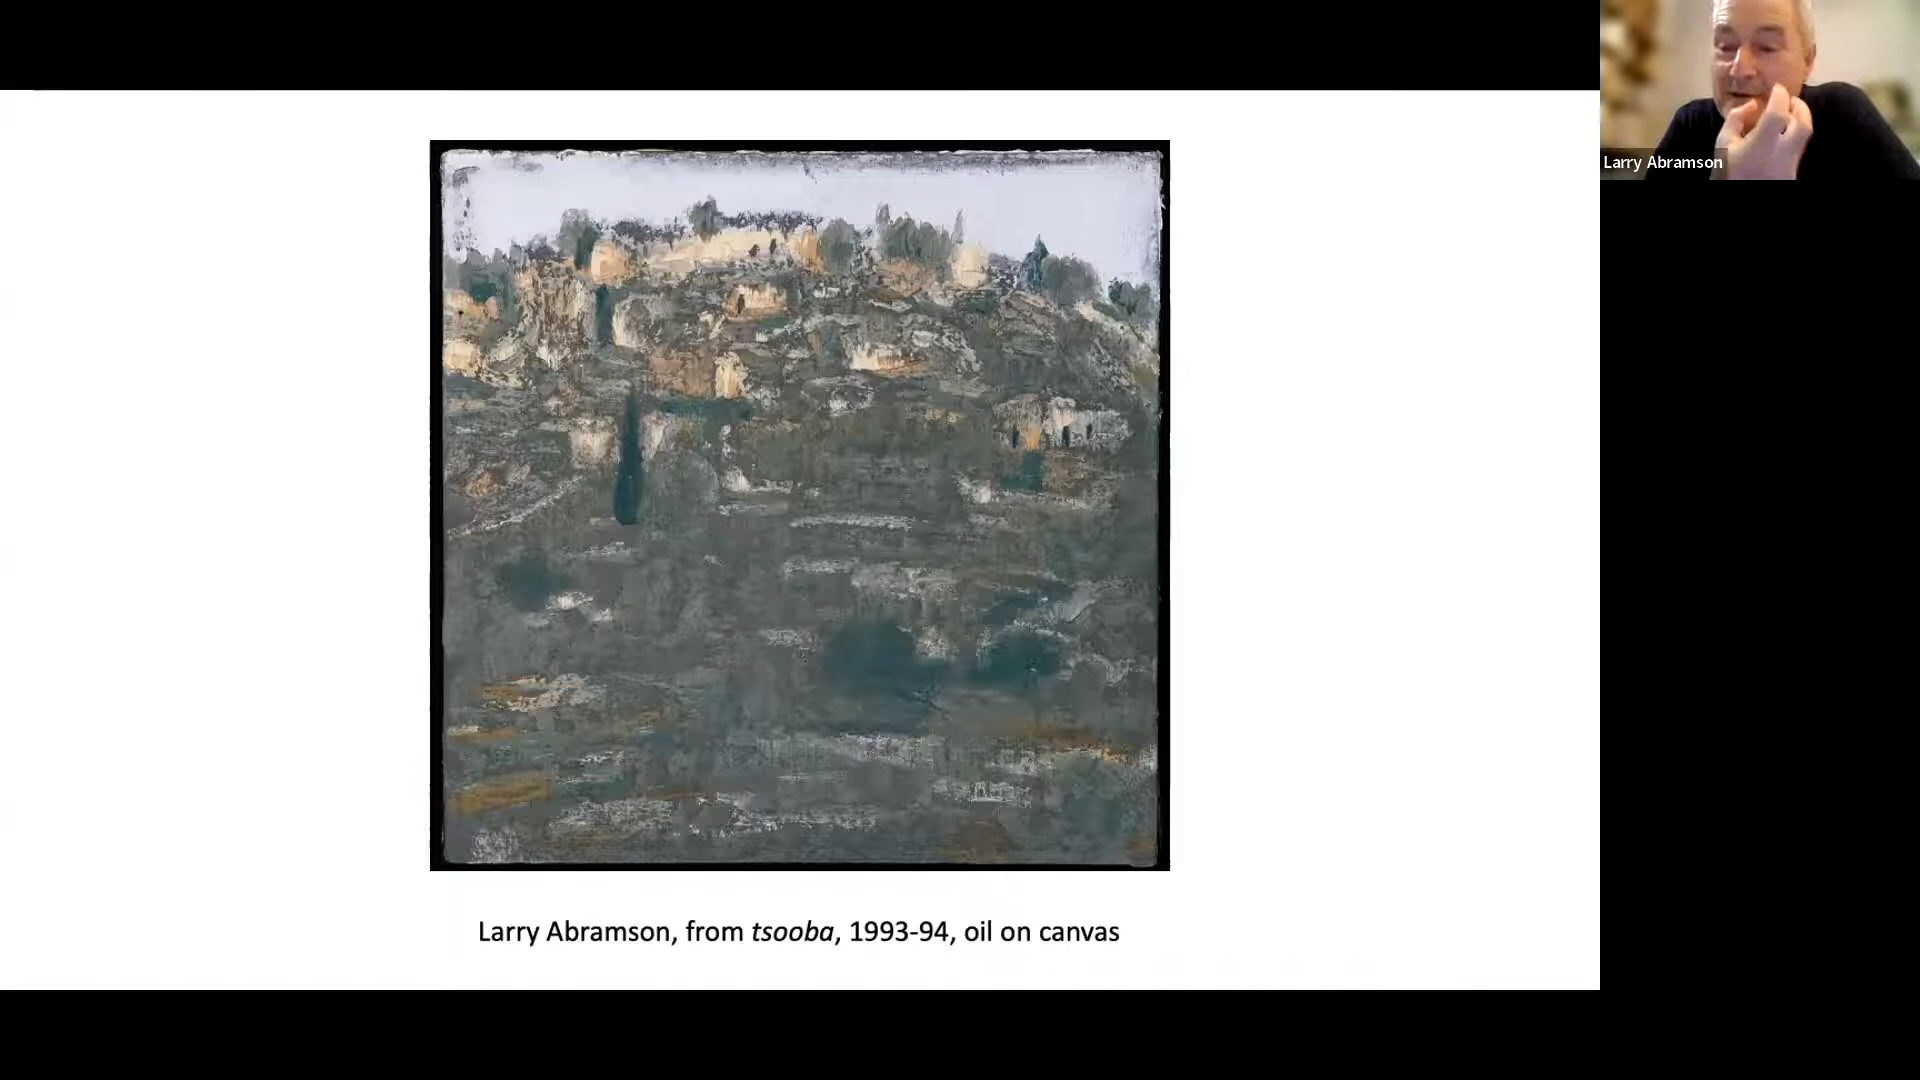 Larry Abramson
Larry Abramson, from tsooba, 1993-94, oil on canvas